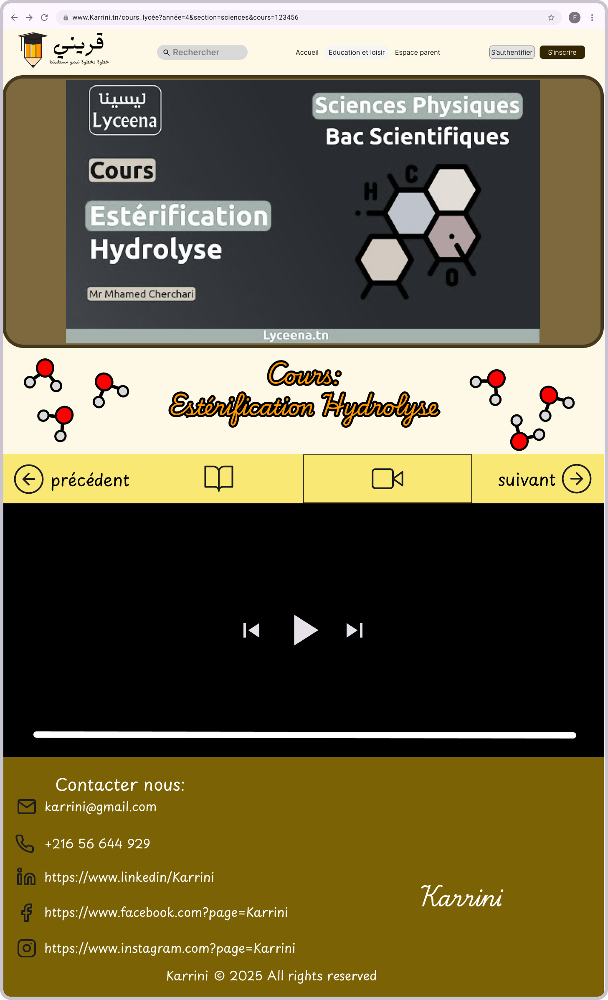 www.Karrini.tn/cours_lycée?année=4&section=sciences&cours=123456
F
قريني
خطوة بخطوة نبنيو مستقبلنا
Rechercher
Accueil
Education et loisir
Espace parent
S'authentifier
S'inscrire
ليسينا
Lyceena
Sciences Physiques
Bac Scientifiques
Cours
Estérification
Hydrolyse
Mr Mhamed Cherchari
H
C
O
Lyceena.tn
Cours:
Estérification Hydrolyse
précédent
suivant
Contacter nous:
karrini@gmail.com
+216 56 644 929
https://www.linkedin/Karrini
https://www.facebook.com?page=Karrini
https://www.instagram.com?page=Karrini
Karrini
Karrini © 2025 All rights reserved